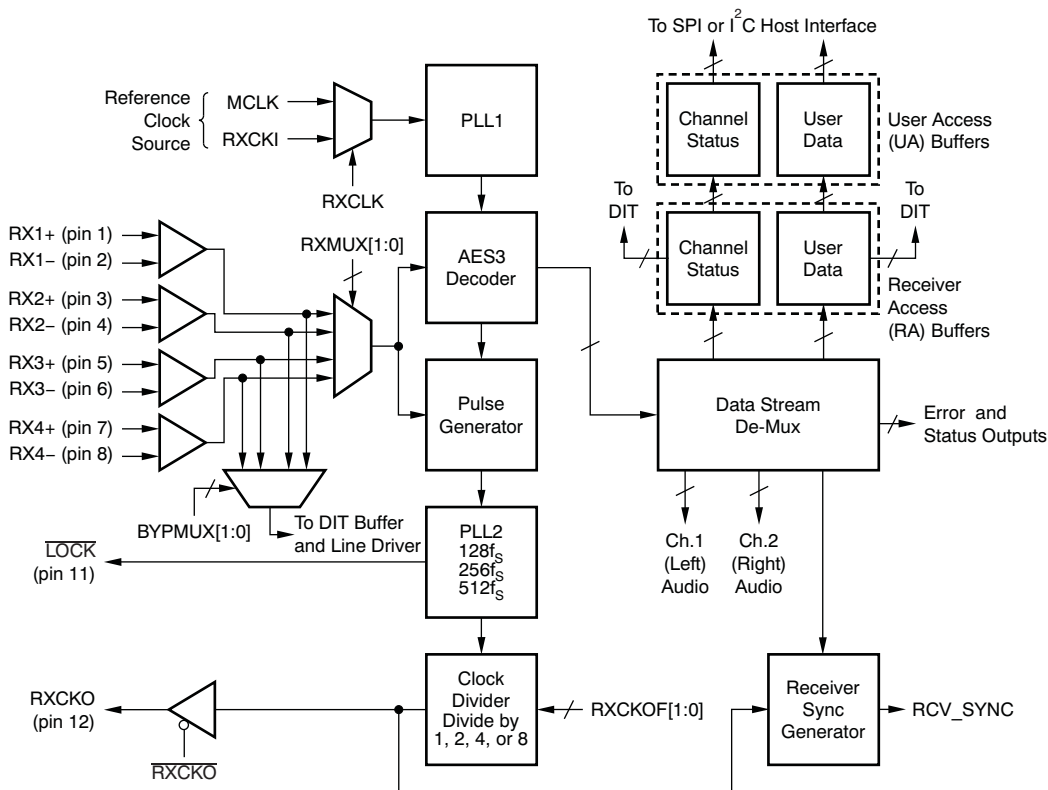 To SPI or I2C Host Interface
Reference
Clock
Source
MCLK
RXCKI
RXCLK
PLL1
Channel
Status
User
Data
User Access
(UA) Buffers
To
DIT
Channel
Status
User
Data
To
DIT
Receiver
Access
(RA) Buffers
RX1+ (pin 1)
RX1− (pin 2)
RX2+ (pin 3)
RX2− (pin 4)
RX3+ (pin 5)
RX3− (pin 6)
RX4+ (pin 7)
RX4− (pin 8)
RXMUX[1:0]
AES3
Decoder
Pulse
Generator
Data Stream
De-Mux
Error and
Status Outputs
BYPMUX[1:0]
To DIT Buffer
and Line Driver
LOCK
(pin 11)
PLL2
128fS
256fS
512fS
Ch.1
(Left)
Audio
Ch.2
(Right)
Audio
RXCKO
(pin 12)
RXCKO
Clock
Divider
Divide by
1, 2, 4, or 8
RXCKOF[1:0]
Receiver
Sync
Generator
RCV_SYNC